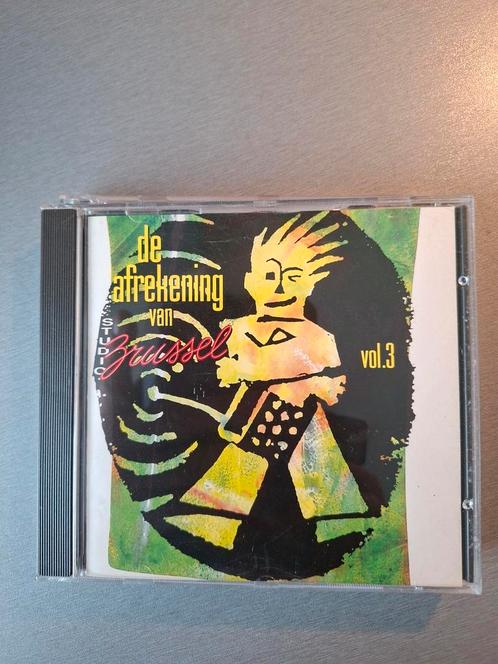 de
afrekening
van
STUDIO
Brussel
vol.3